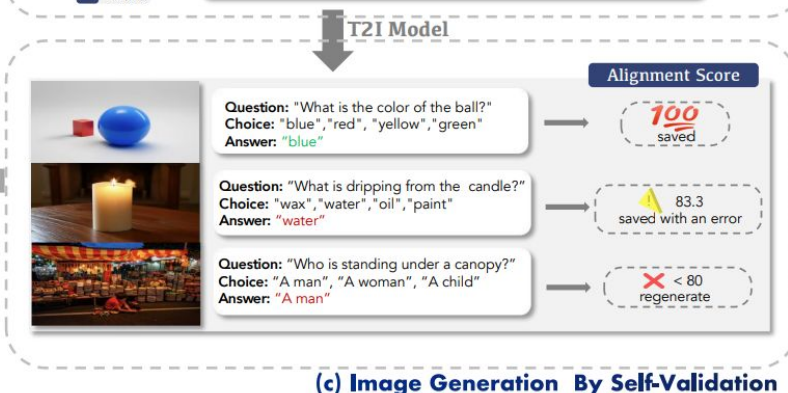 T2I Model
Alignment Score
Question: "What is the color of the ball?"
Choice: "blue","red", "yellow","green"
Answer: "blue"
100
saved
Question: "What is dripping from the candle?"
Choice: "wax","water","oil","paint"
Answer: "water"
83.3
saved with an error
Question: "Who is standing under a canopy?"
Choice: "A man", "A woman", "A child"
Answer: "A man"
< 80
regenerate
(c) Image Generation By Self-Validation